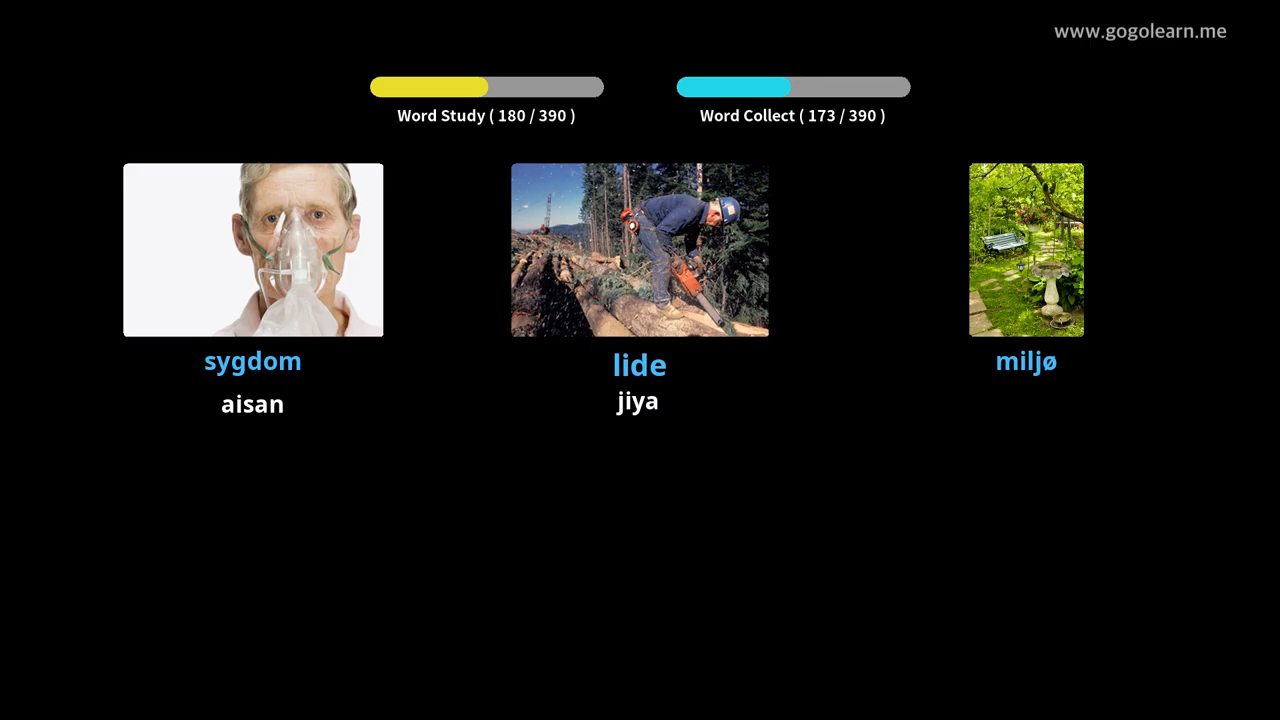 www.gogolearn.me
Word Study ( 180 / 390 )
Word Collect ( 173 / 390 )
sygdom
lide
miljø
aisan
jiya